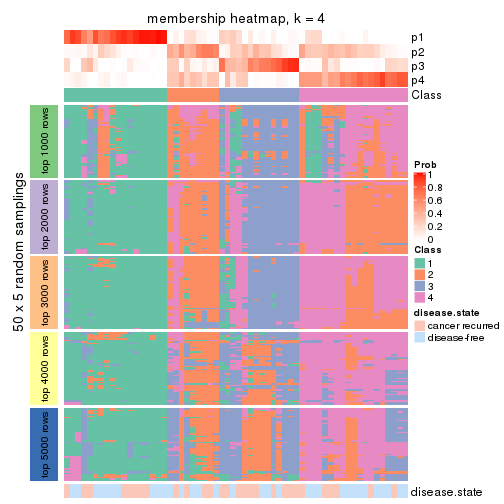 membership heatmap, k = 4
p1
p2
p3
p4
Class
50 x 5 random samplings
top 1000 rows
top 2000 rows
top 3000 rows
top 4000 rows
top 5000 rows
disease.state
Prob
1
0.8
0.6
0.4
0.2
0
Class
1
2
3
4
disease.state
cancer recurred
disease-free